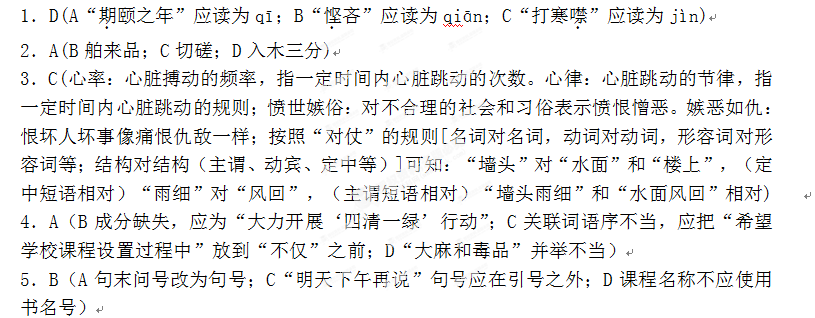 1. D(A“期颐之年”应读为 qī；B“悭吝”应读为 qiān；C“打寒噤”应读为 jìn)
2. A(B 舶来品；C 切磋；D 入木三分)
3. C(心率：心脏搏动的频率，指一定时间内心脏跳动的次数。心律：心脏跳动的节律，指
一定时间内心脏跳动的规则；愤世嫉俗：对不合理的社会和习俗表示愤恨憎恶。嫉恶如仇：
恨坏人坏事像痛恨仇敌一样；按照“对仗”的规则[名词对名词，动词对动词，形容词对形
容词等；结构对结构（主谓、动宾、定中等）]可知：“墙头”对“水面”和“楼上”，（定
中短语相对）“雨细”对“风回”，（主谓短语相对）“墙头雨细”和“水面风回”相对)
4. A（B 成分缺失，应为“大力开展‘四清一绿’行动”；C 关联词语序不当，应把“希望
学校课程设置过程中”放到“不仅”之前；D“大麻和毒品”并举不当）
5. B（A 句末问号改为句号；C“明天下午再说”句号应在引号之外；D 课程名称不应使用
书名号）